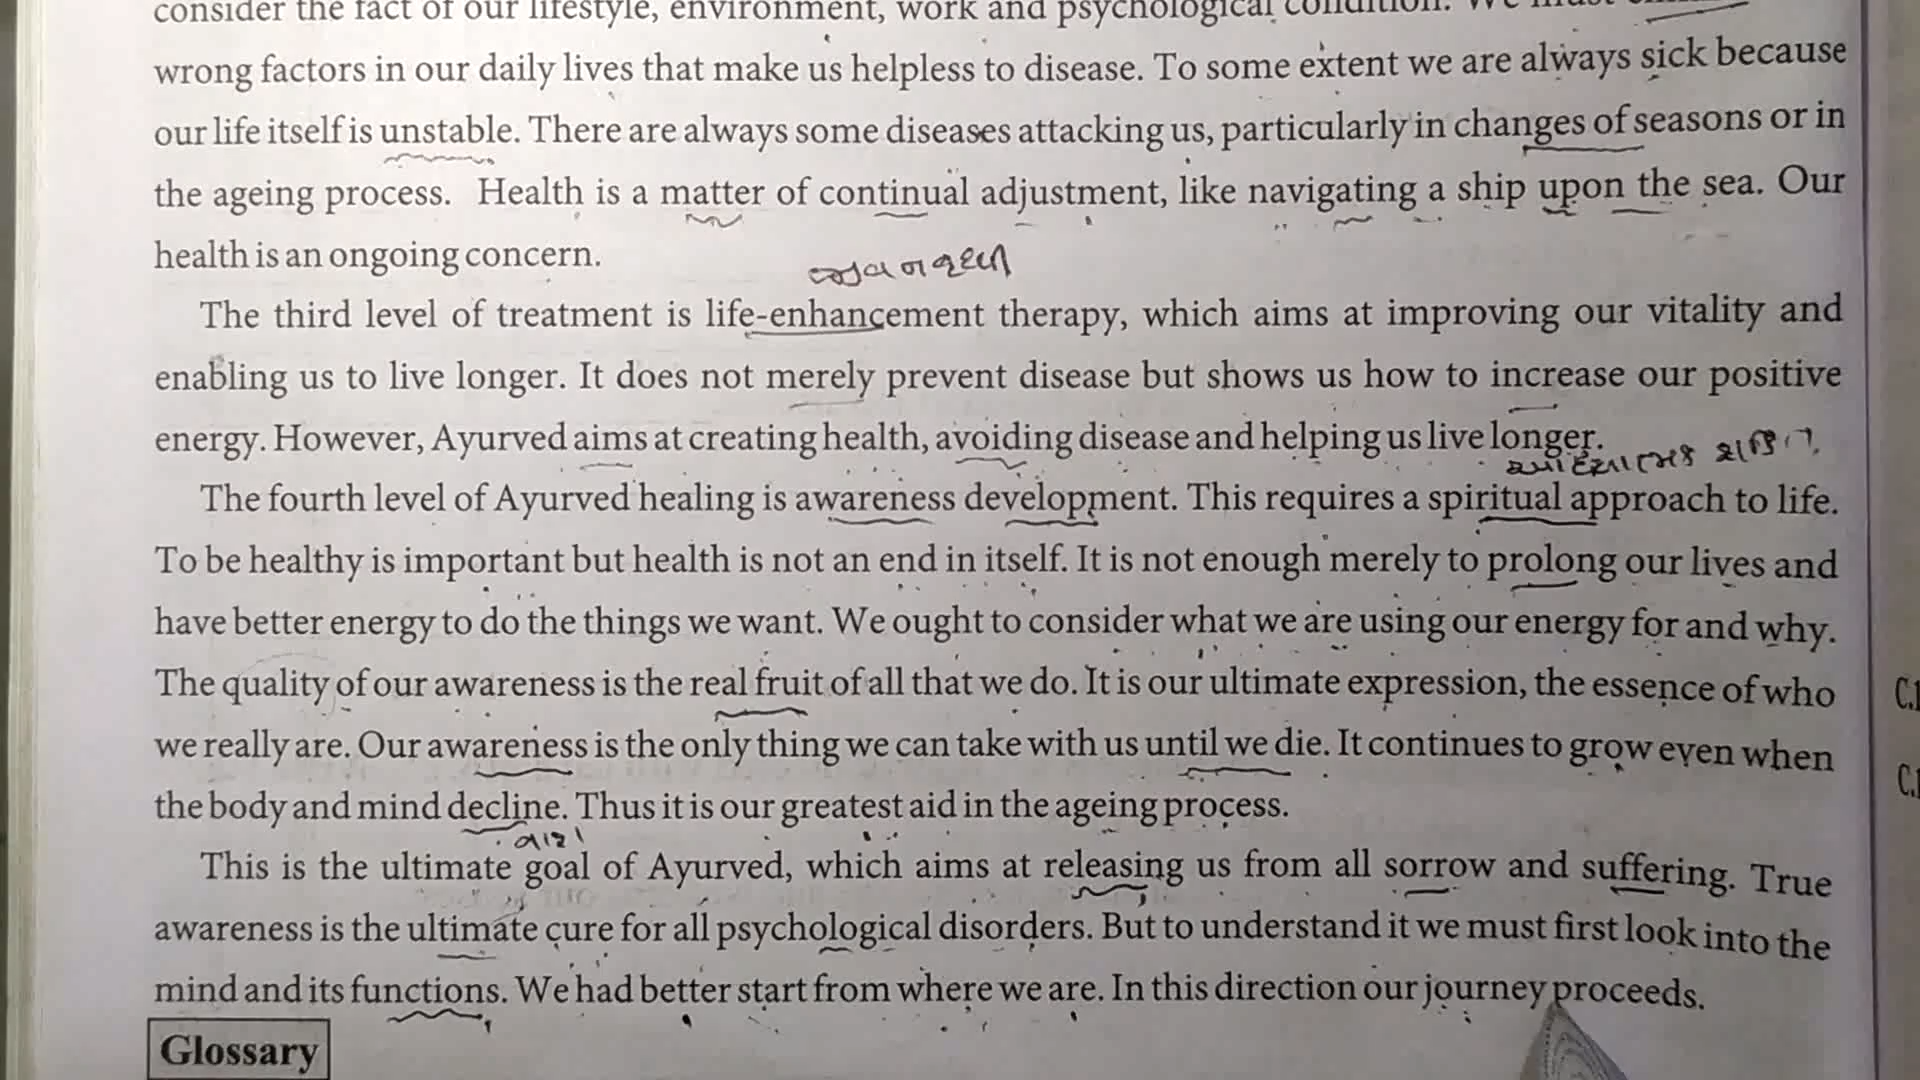 consider the fact of our lifestyle, environment, work and psychological condition. We must
wrong factors in our daily lives that make us helpless to disease. To some extent we are always sick because
our life itself is unstable. There are always some diseases attacking us, particularly in changes of seasons or in
the ageing process. Health is a matter of continual adjustment, like navigating a ship upon the sea. Our
health is an ongoing concern.
The third level of treatment is life-enhancement therapy, which aims at improving our vitality and
enabling us to live longer. It does not merely prevent disease but shows us how to increase our positive
energy. However, Ayurved aims at creating health, avoiding disease and helping us live longer.
The fourth level of Ayurved healing is awareness development. This requires a spiritual approach to life.
To be healthy is important but health is not an end in itself. It is not enough merely to prolong our lives and
have better energy to do the things we want. We ought to consider what we are using our energy for and why.
The quality of our awareness is the real fruit of all that we do. It is our ultimate expression, the essence of who
we really are. Our awareness is the only thing we can take with us until we die. It continues to grow even when
the body and mind decline. Thus it is our greatest aid in the ageing process.
This is the ultimate goal of Ayurved, which aims at releasing us from all sorrow and suffering. True
awareness is the ultimate cure for all psychological disorders. But to understand it we must first look into the
mind and its functions. We had better start from where we are. In this direction our journey proceeds.
Glossary